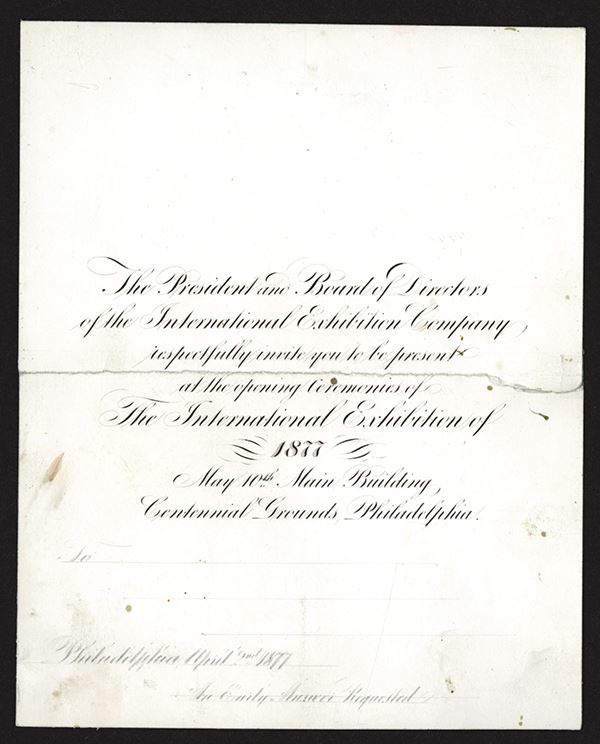 The President and Board of Directors
of the International Exhibition Company,
respectfully invite you to be present
at the opening Ceremonies of
The International Exhibition of
1877
May 10th Main Building,
Centennial Grounds, Philadelphia.
To
Philadelphia, April 2nd 1877
An Early Answer Requested